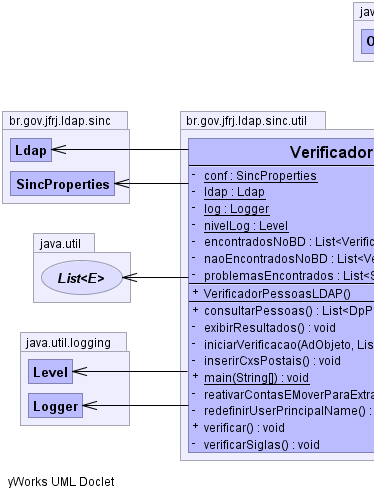 jav
O
br.gov.jfrj.ldap.sinc
br.gov.jfrj.ldap.sinc.util
Ldap
SincProperties
Verificador
- conf : SincProperties
- ldap : Ldap
- log : Logger
- nivelLog : Level
- encontradosNoBD : List<Verific
- naoEncontradosNoBD : List<Ve
- problemasEncontrados : List<S
java.util
List<E>
+ VerificadorPessoasLDAP()
+ consultarPessoas() : List<DpP
- exibirResultados() : void
- iniciarVerificacao(AdObjeto, Lis
- inserirCxsPostais() : void
+ main(String[]) : void
- reativarContasEMoverParaExtra
- redefinirUserPrincipalName() :
+ verificar() : void
- verificarSiglas() : void
java.util.logging
Level
Logger
yWorks UML Doclet